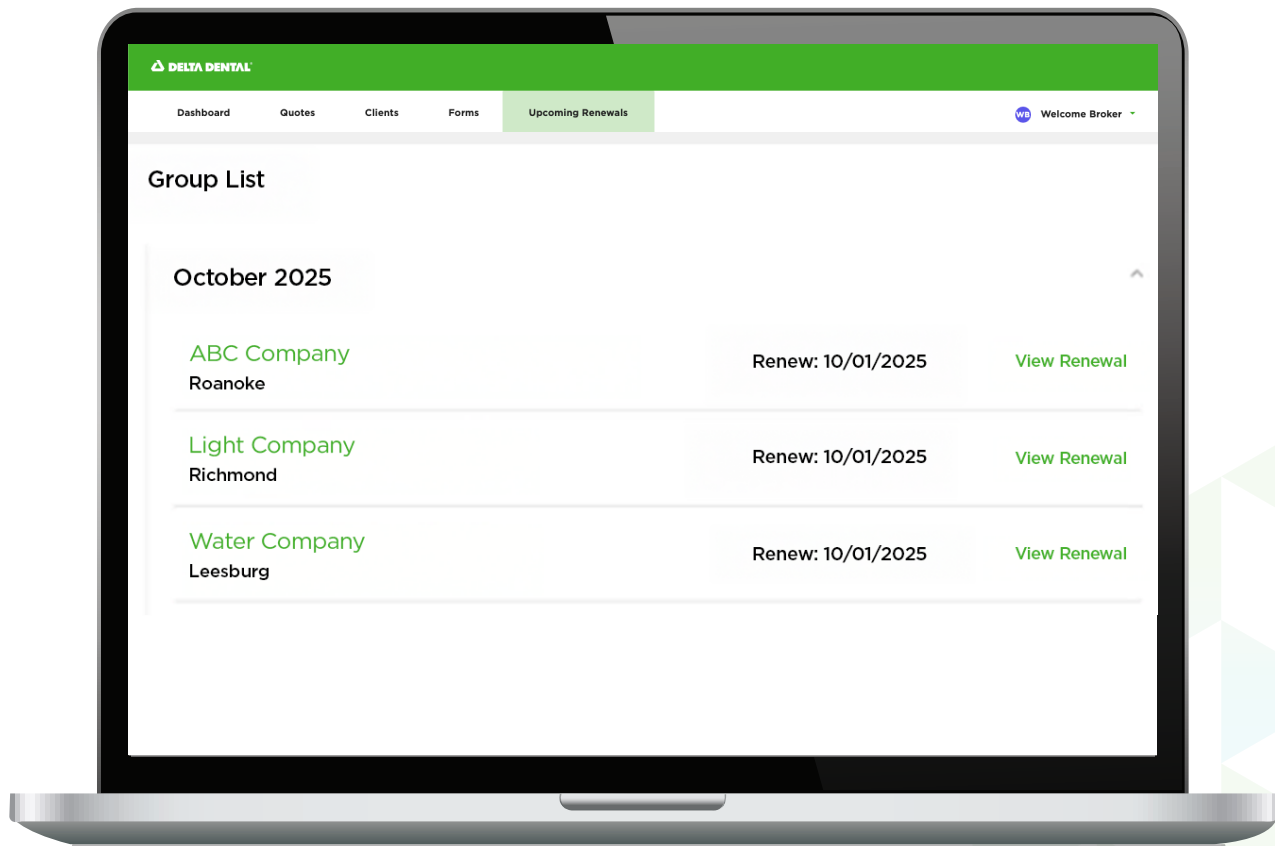 DELTA DENTAL
Dashboard Quotes Clients Forms Upcoming Renewals WB Welcome Broker
Group List
October 2025
ABC Company
Roanoke
Renew: 10/01/2025 View Renewal
Light Company
Richmond
Renew: 10/01/2025 View Renewal
Water Company
Leesburg
Renew: 10/01/2025 View Renewal